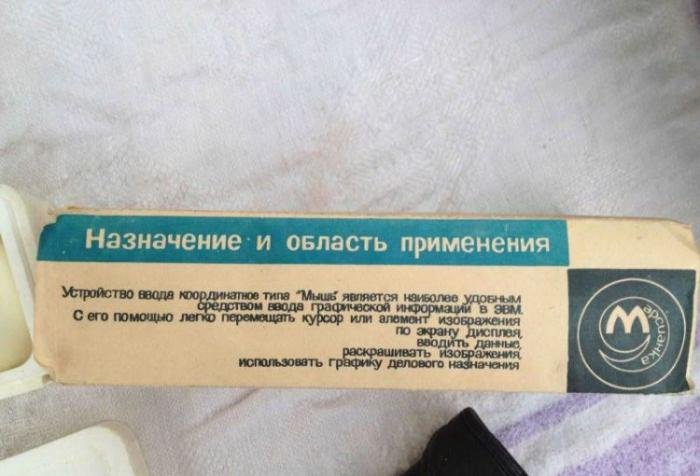 Назначение и область применения
Устройство ввода координатное типа "Мышь" является наиболее удобным
средством ввода графической информации в ЭВМ.
С его помощью легко перемещать курсор или элемент изображения
по экрану дисплея,
вводить данные,
раскрашивать изображения,
использовать графику делового назначения
М